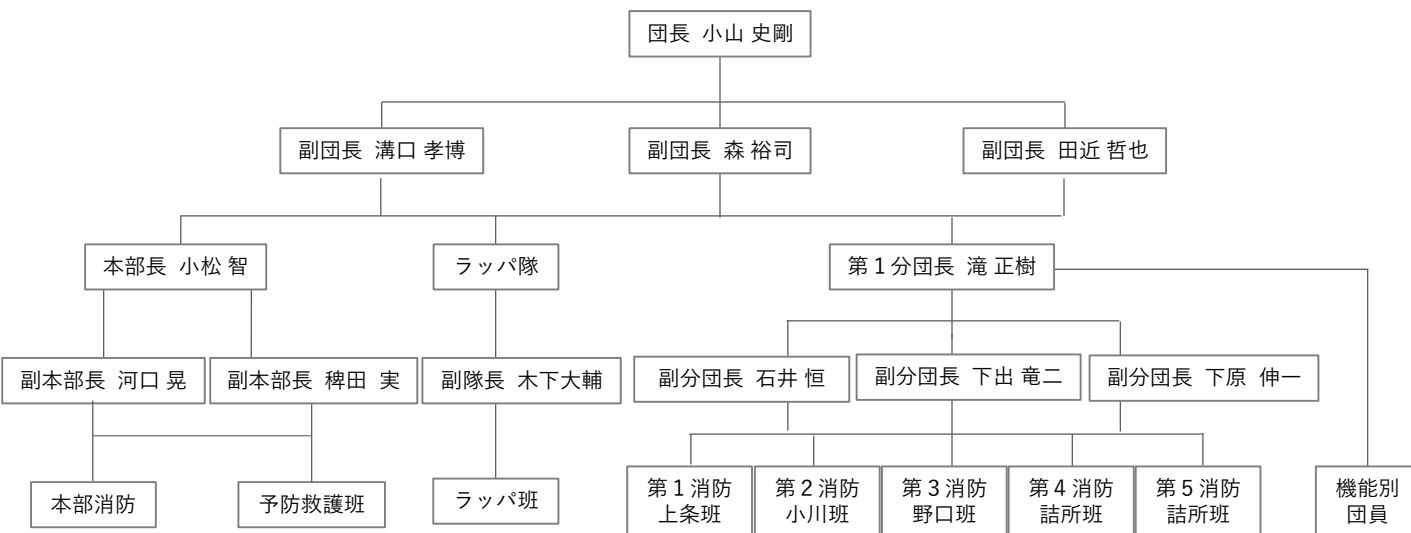 団長 小山 史剛
副団長 溝口 孝博
副団長 森 裕司
副団長 田近 哲也
本部長 小松 智
ラッパ隊
第1分団長 滝 正樹
副本部長 河口 晃
副本部長 稗田 実
副隊長 木下大輔
副分団長 石井 恒
副分団長 下出 竜二
副分団長 下原 伸一
本部消防
予防救護班
ラッパ班
第1消防
上条班
第2消防
小川班
第3消防
野口班
第4消防
詰所班
第5消防
詰所班
機能別
団員